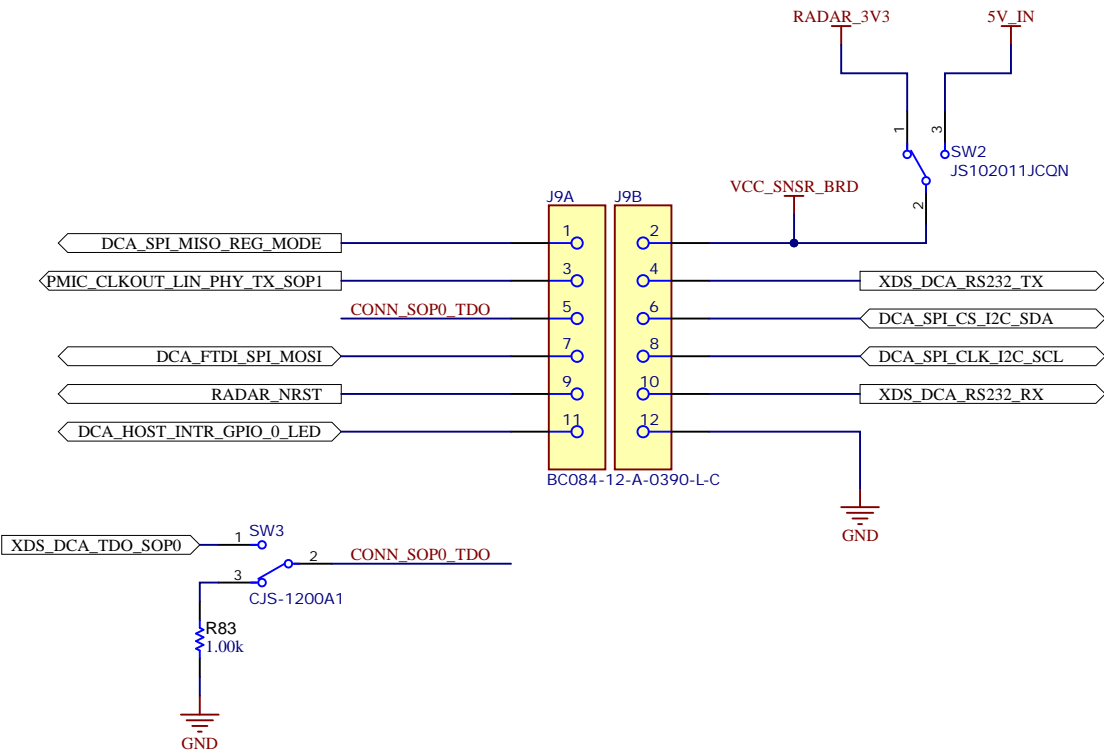 RADAR_3V3
5V_IN
1
3
SW2
JS102011JCQN
2
VCC_SNSR_BRD
J9A
J9B
DCA_SPI_MISO_REG_MODE
1
2
PMIC_CLKOUT_LIN_PHY_TX_SOP1
3
4
XDS_DCA_RS232_TX
CONN_SOP0_TDO
5
6
DCA_SPI_CS_I2C_SDA
DCA_FTDI_SPI_MOSI
7
8
DCA_SPI_CLK_I2C_SCL
RADAR_NRST
9
10
XDS_DCA_RS232_RX
DCA_HOST_INTR_GPIO_0_LED
11
12
BC084-12-A-0390-L-C
GND
XDS_DCA_TDO_SOP0
1
SW3
2
CONN_SOP0_TDO
3
CJS-1200A1
R83
1.00k
GND